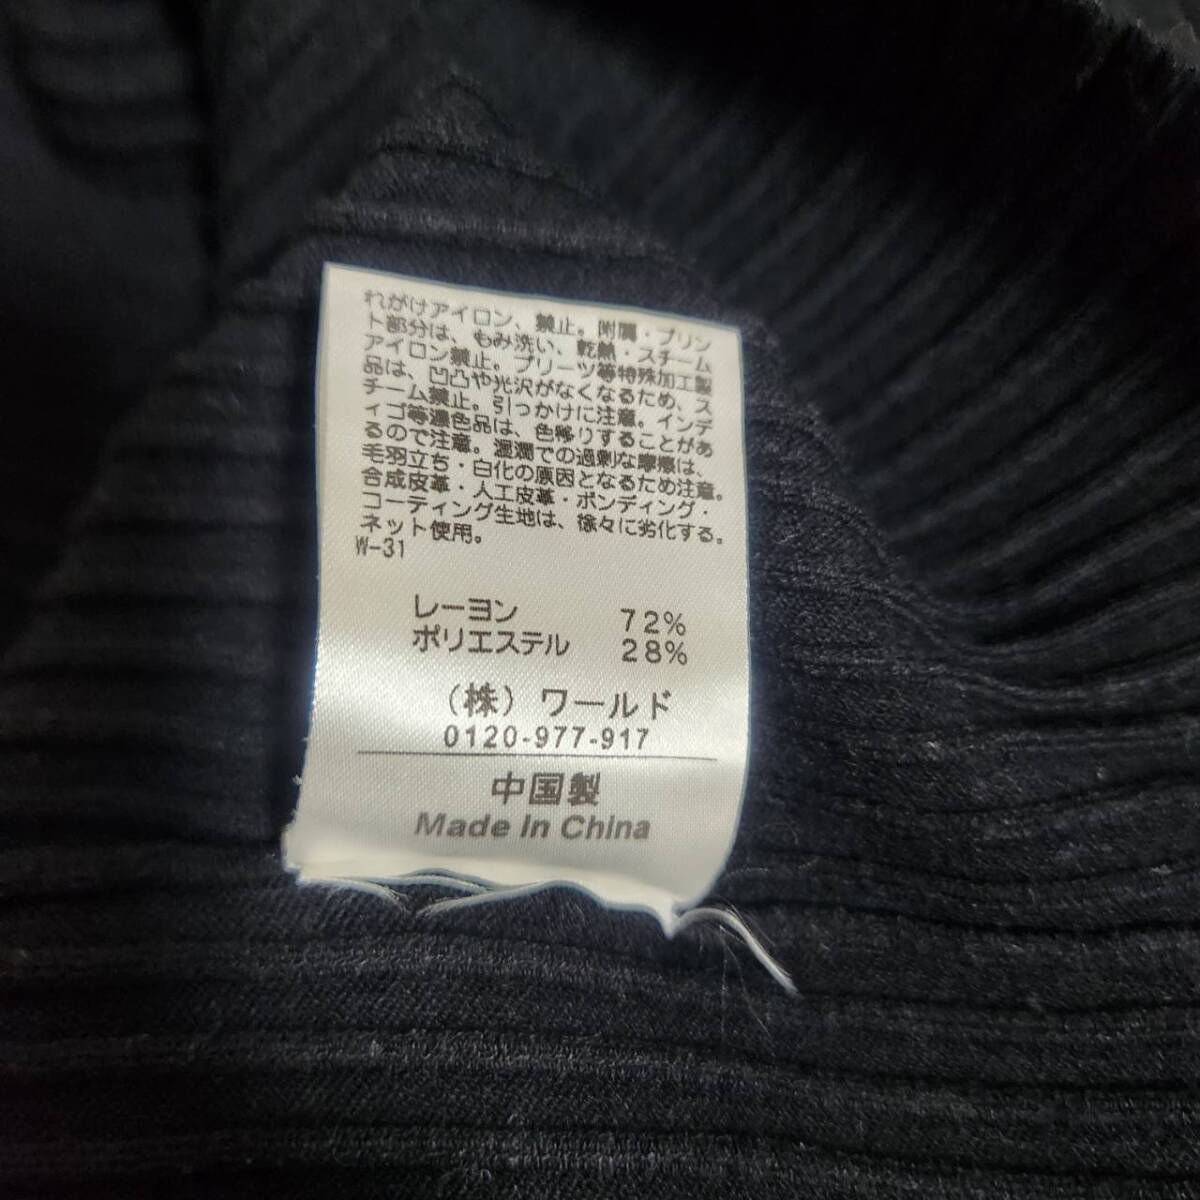 れがけアイロン、禁止。附属・プリン
ト部分は、もみ洗い、乾熱・スチーム
アイロン禁止。プリーツ等特殊加工製
品は、凹凸や光沢がなくなるため、ス
チーム禁止。引っかけに注意。インデ
ィゴ等濃色品は、色移りすることがあ
るので注意。湿潤での過剰な摩擦は、
毛羽立ち・白化の原因となるため注意。
合成皮革・人工皮革・ボンディング・
コーティング生地は、徐々に劣化する。
ネット使用。
W-31
レーヨン 72%
ポリエステル 28%
(株) ワールド
0120-977-917
中国製
Made In China